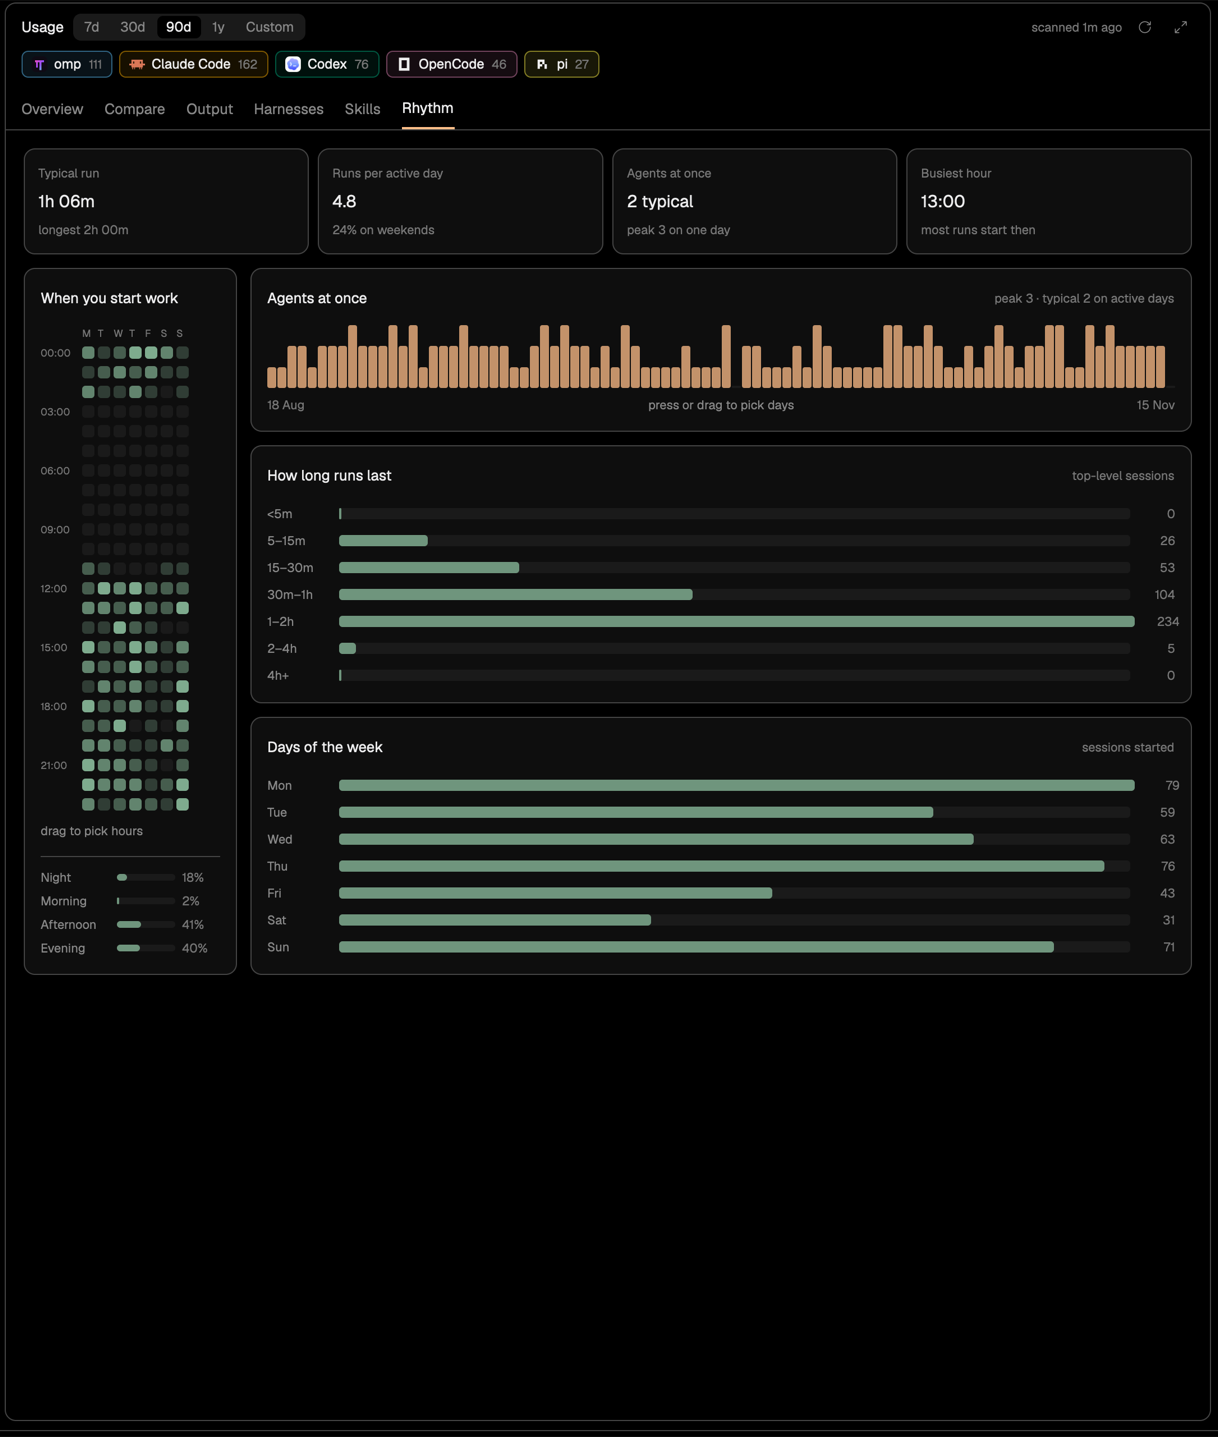 Usage 7d 30d 90d 1y Custom scanned 1m ago
omp 111 Claude Code 162 Codex 76 OpenCode 46 pi 27
Overview Compare Output Harnesses Skills Rhythm
Typical run
1h 06m
longest 2h 00m
Runs per active day
4.8
24% on weekends
Agents at once
2 typical
peak 3 on one day
Busiest hour
13:00
most runs start then
When you start work
M T W T F S S
00:00
03:00
06:00
09:00
12:00
15:00
18:00
21:00
drag to pick hours
Night 18%
Morning 2%
Afternoon 41%
Evening 40%
Agents at once peak 3 · typical 2 on active days
18 Aug press or drag to pick days 15 Nov
How long runs last top-level sessions
<5m 0
5–15m 26
15–30m 53
30m–1h 104
1–2h 234
2–4h 5
4h+ 0
Days of the week sessions started
Mon 79
Tue 59
Wed 63
Thu 76
Fri 43
Sat 31
Sun 71